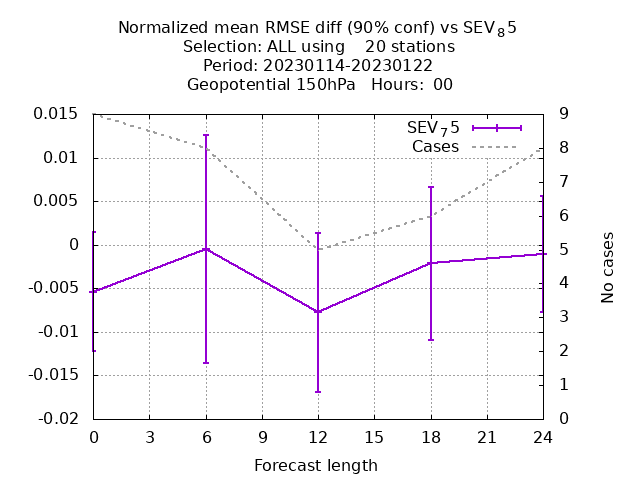 Normalized mean RMSE diff (90% conf) vs SEV₈5
Selection: ALL using    20 stations
Period: 20230114-20230122
Geopotential 150hPa   Hours:  00
SEV₇5
Cases
0.015
0.01
0.005
0
-0.005
-0.01
-0.015
-0.02
9
8
7
6
5
4
3
2
1
0
No cases
0 3 6 9 12 15 18 21 24
Forecast length